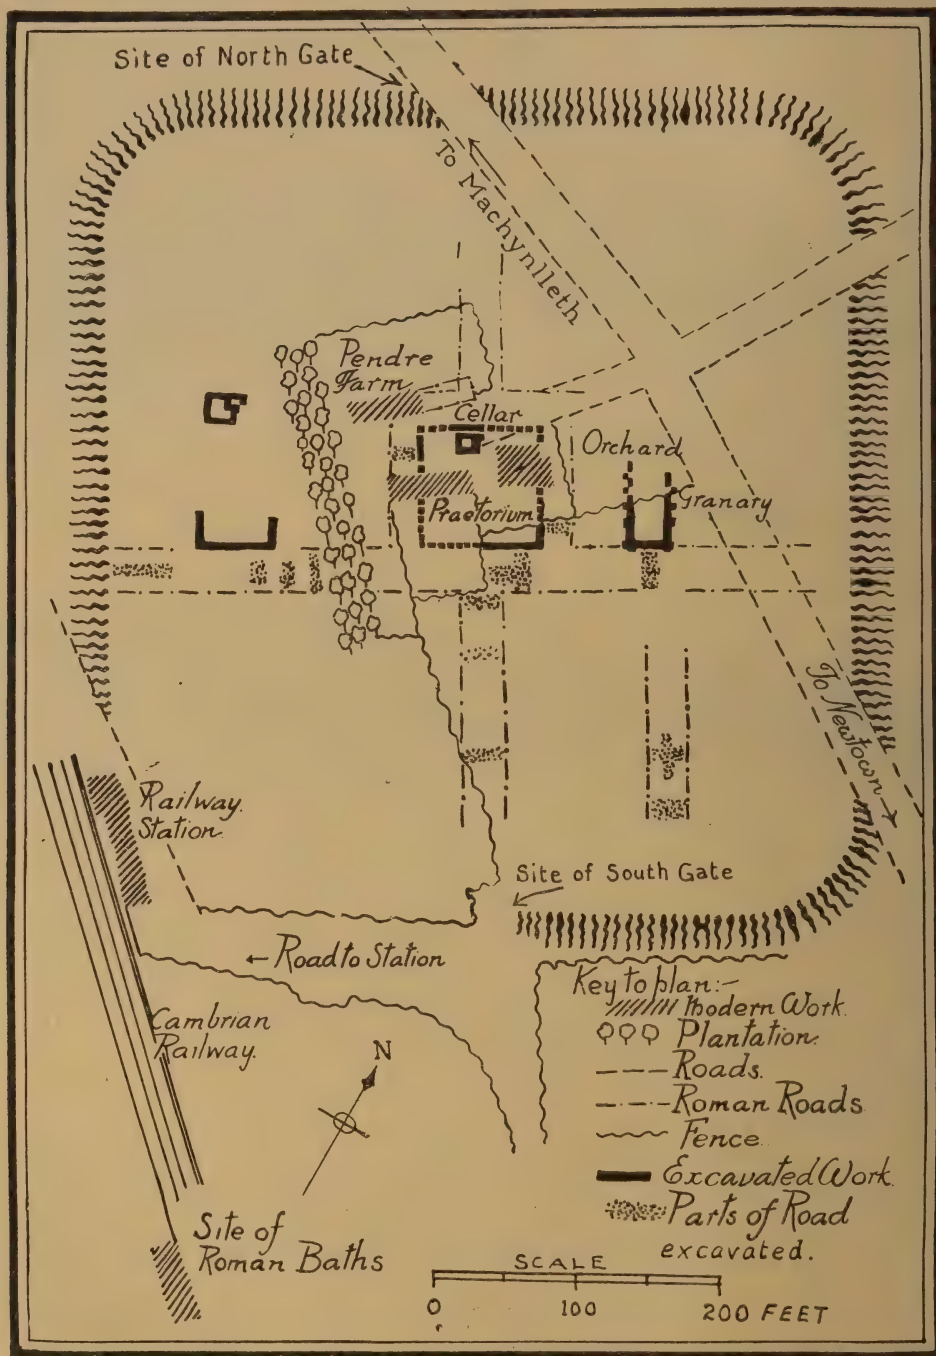 Site of North Gate
To Machynlleth
Pendre
Farm
Cellar
Orchard
Granary
Praetorium
To Newtown
Railway.
Station.
Site of South Gate
← Road to Station
Cambrian
Railway.
N
Key to plan:-
Modern Work.
Plantation.
Roads.
Roman Roads
Fence.
Excavated Work.
Parts of Road
excavated.
Site of
Roman Baths
SCALE
0 100 200 FEET